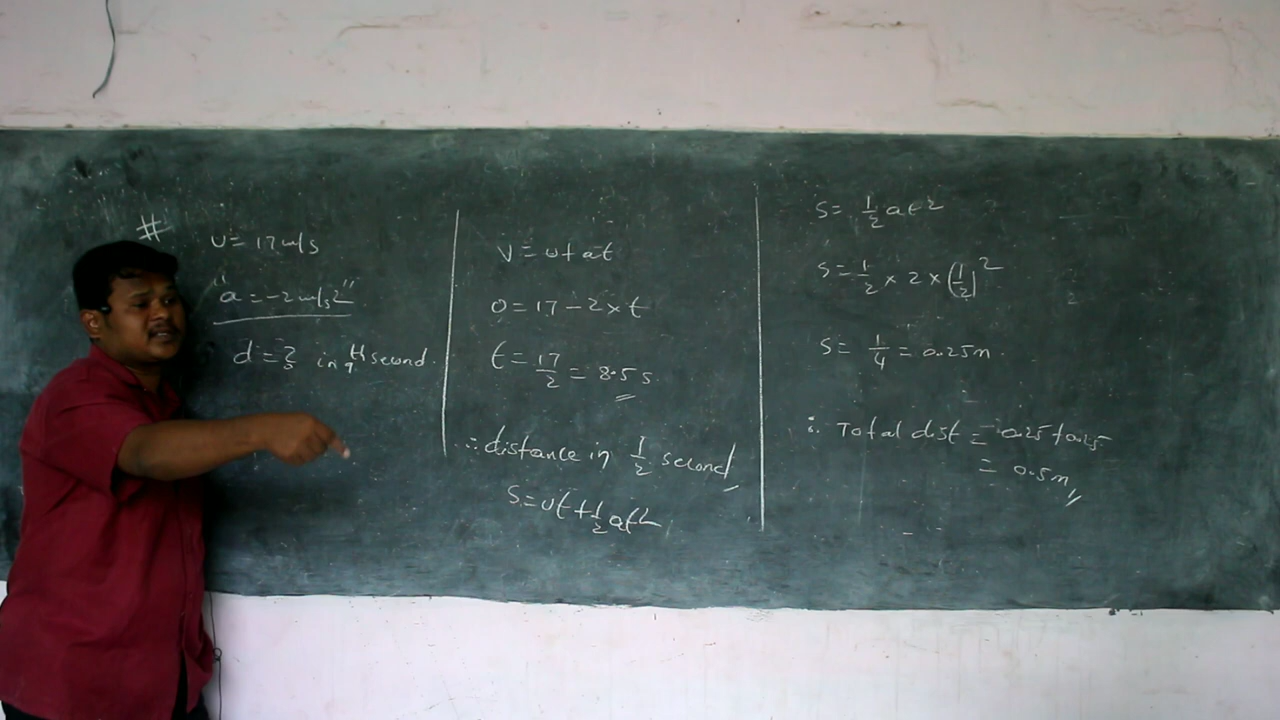 #
u = 17 m/s
"a = -2 m/s2"
d = ? in 9th second.
V = u + at
0 = 17 - 2 × t
t = 17/2 = 8.5 s
∴ distance in 1/2 second
S = ut + 1/2 at2
S = 1/2 at2
S = 1/2 × 2 × (1/2)2
S = 1/4 = 0.25m
∴ Total dist = 0.25 + 0.25
= 0.5m